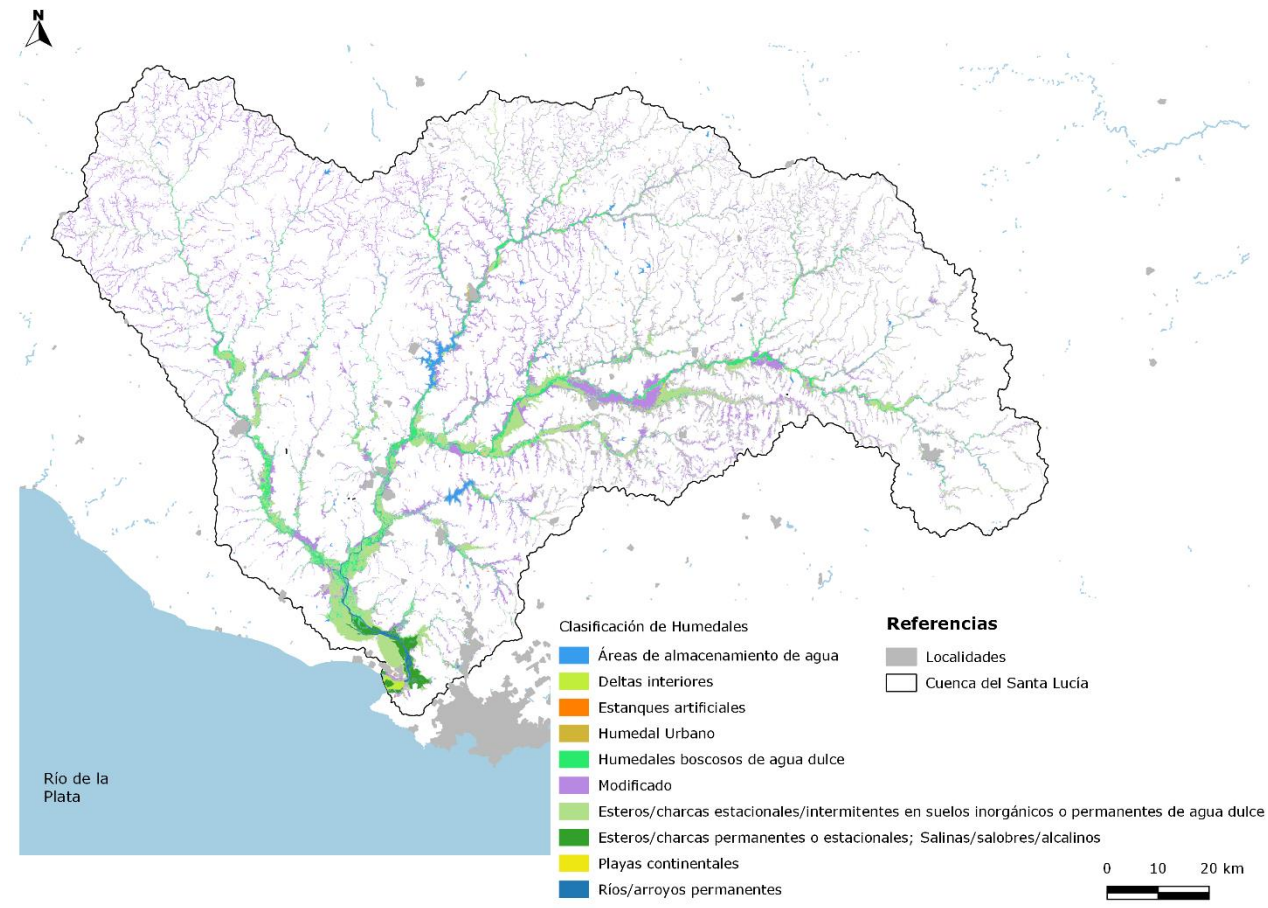 N
Clasificación de Humedales
Áreas de almacenamiento de agua
Deltas interiores
Estanques artificiales
Humedal Urbano
Humedales boscosos de agua dulce
Modificado
Esteros/charcas estacionales/intermitentes en suelos inorgánicos o permanentes de agua dulce
Esteros/charcas permanentes o estacionales; Salinas/salobres/alcalinos
Playas continentales
Ríos/arroyos permanentes
Referencias
Localidades
Cuenca del Santa Lucía
Río de la
Plata
0 10 20 km